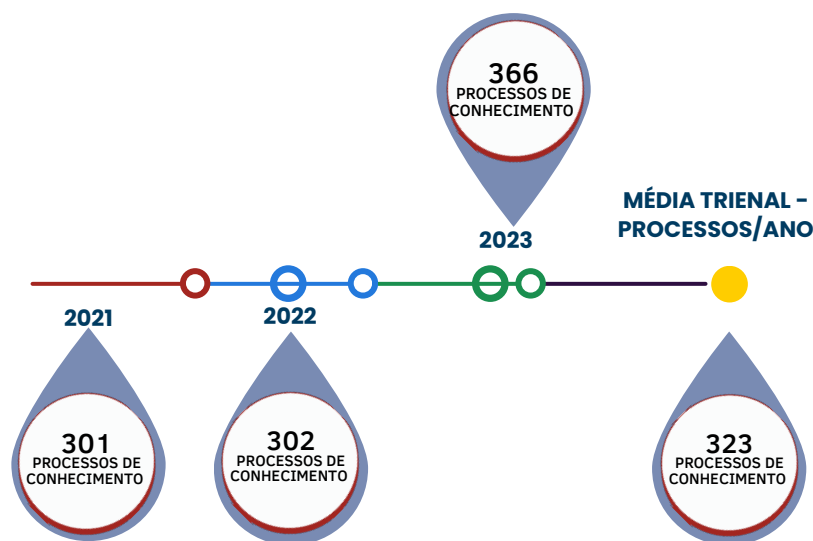 366
PROCESSOS DE
CONHECIMENTO
MÉDIA TRIENAL -
PROCESSOS/ANO
2023
2021
2022
301
PROCESSOS DE
CONHECIMENTO
302
PROCESSOS DE
CONHECIMENTO
323
PROCESSOS DE
CONHECIMENTO